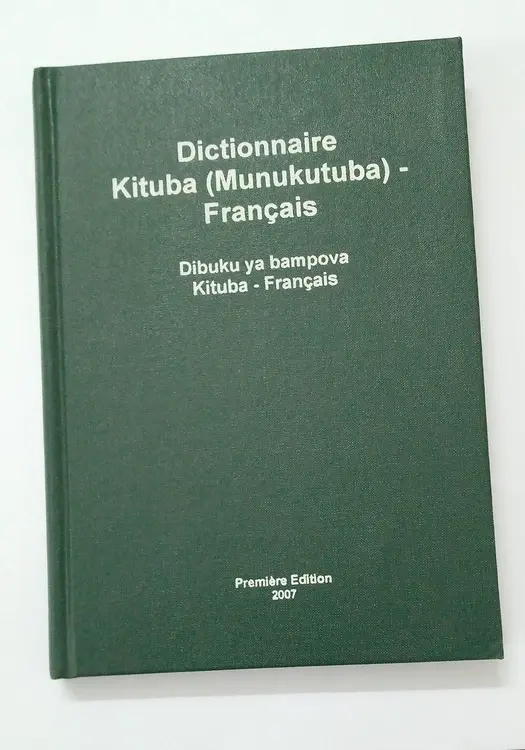 Dictionnaire
Kituba (Munukutuba) -
Français
Dibuku ya bampova
Kituba - Français
Première Edition
2007